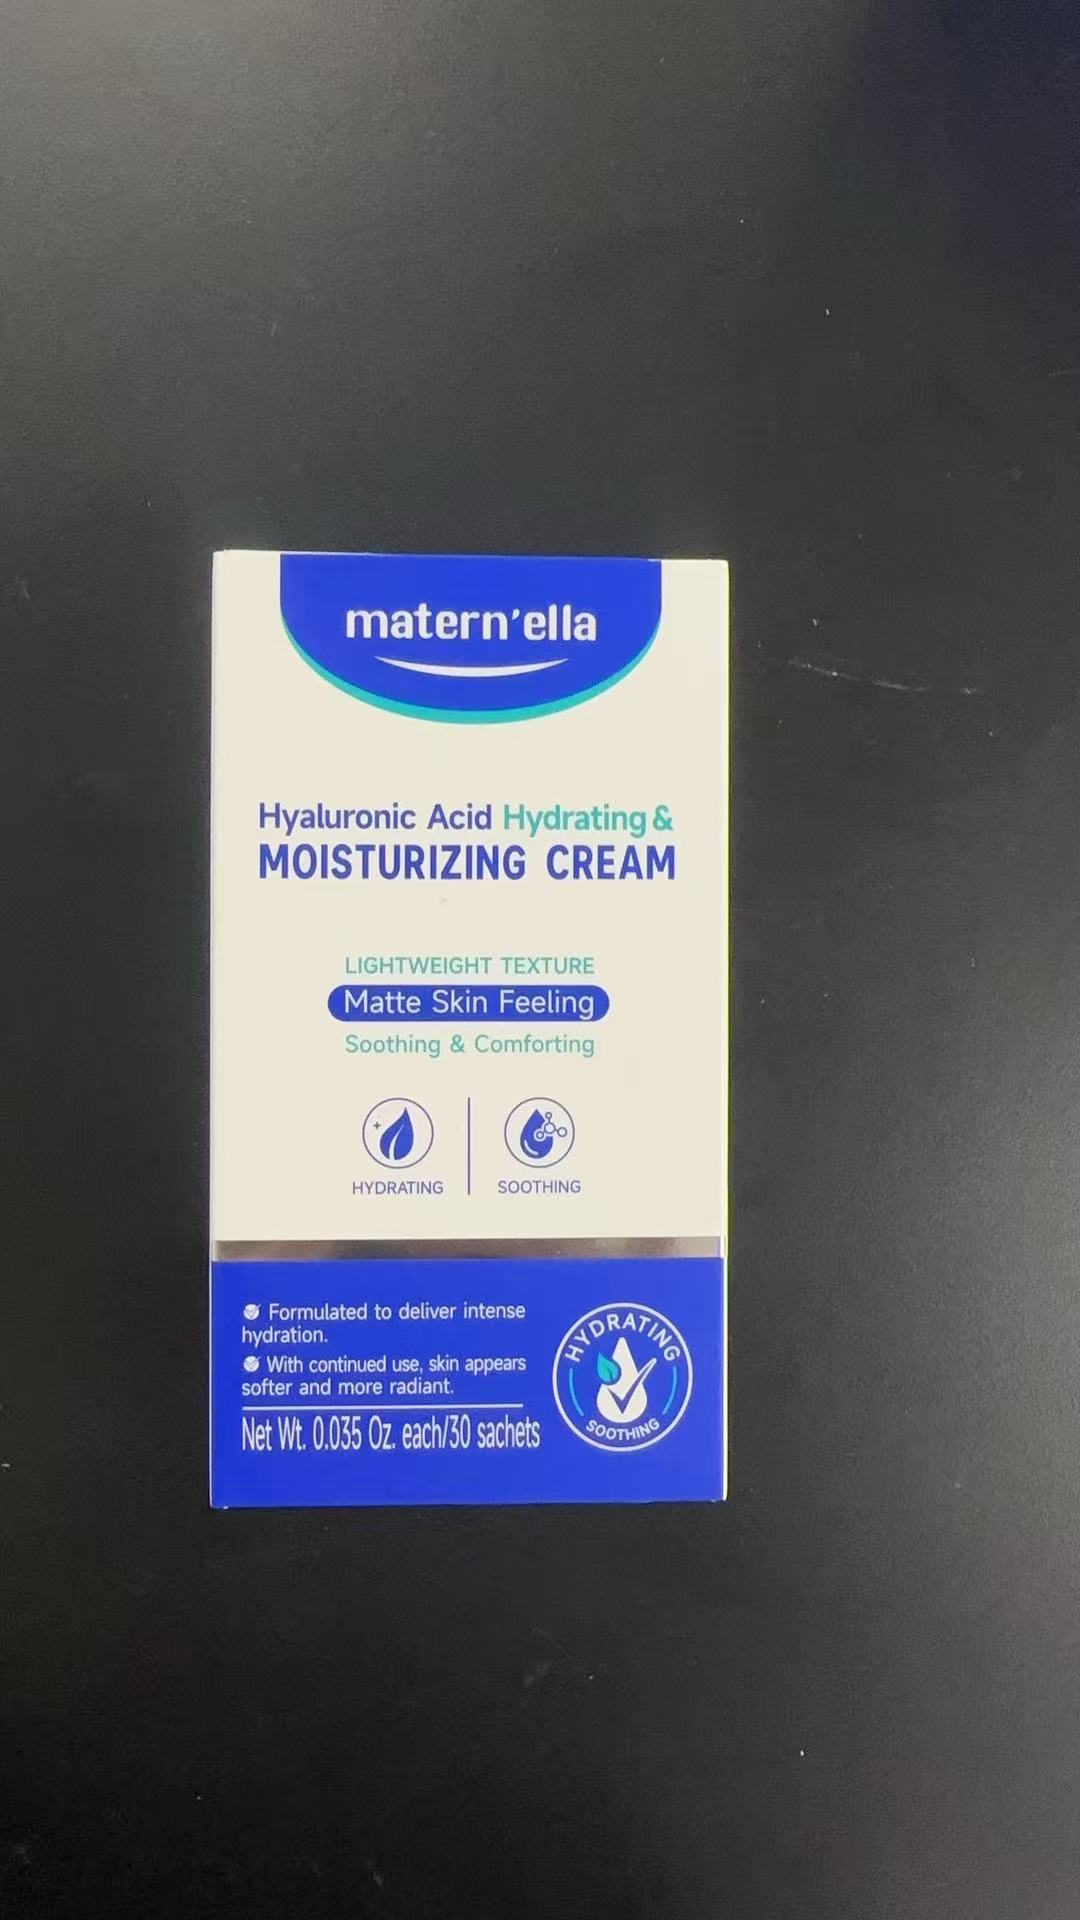 matern'ella
Hyaluronic Acid Hydrating &
MOISTURIZING CREAM
LIGHTWEIGHT TEXTURE
Matte Skin Feeling
Soothing & Comforting
HYDRATING
SOOTHING
Formulated to deliver intense
hydration.
With continued use, skin appears
softer and more radiant.
Net Wt. 0.035 Oz. each/30 sachets
HYDRATING
SOOTHING